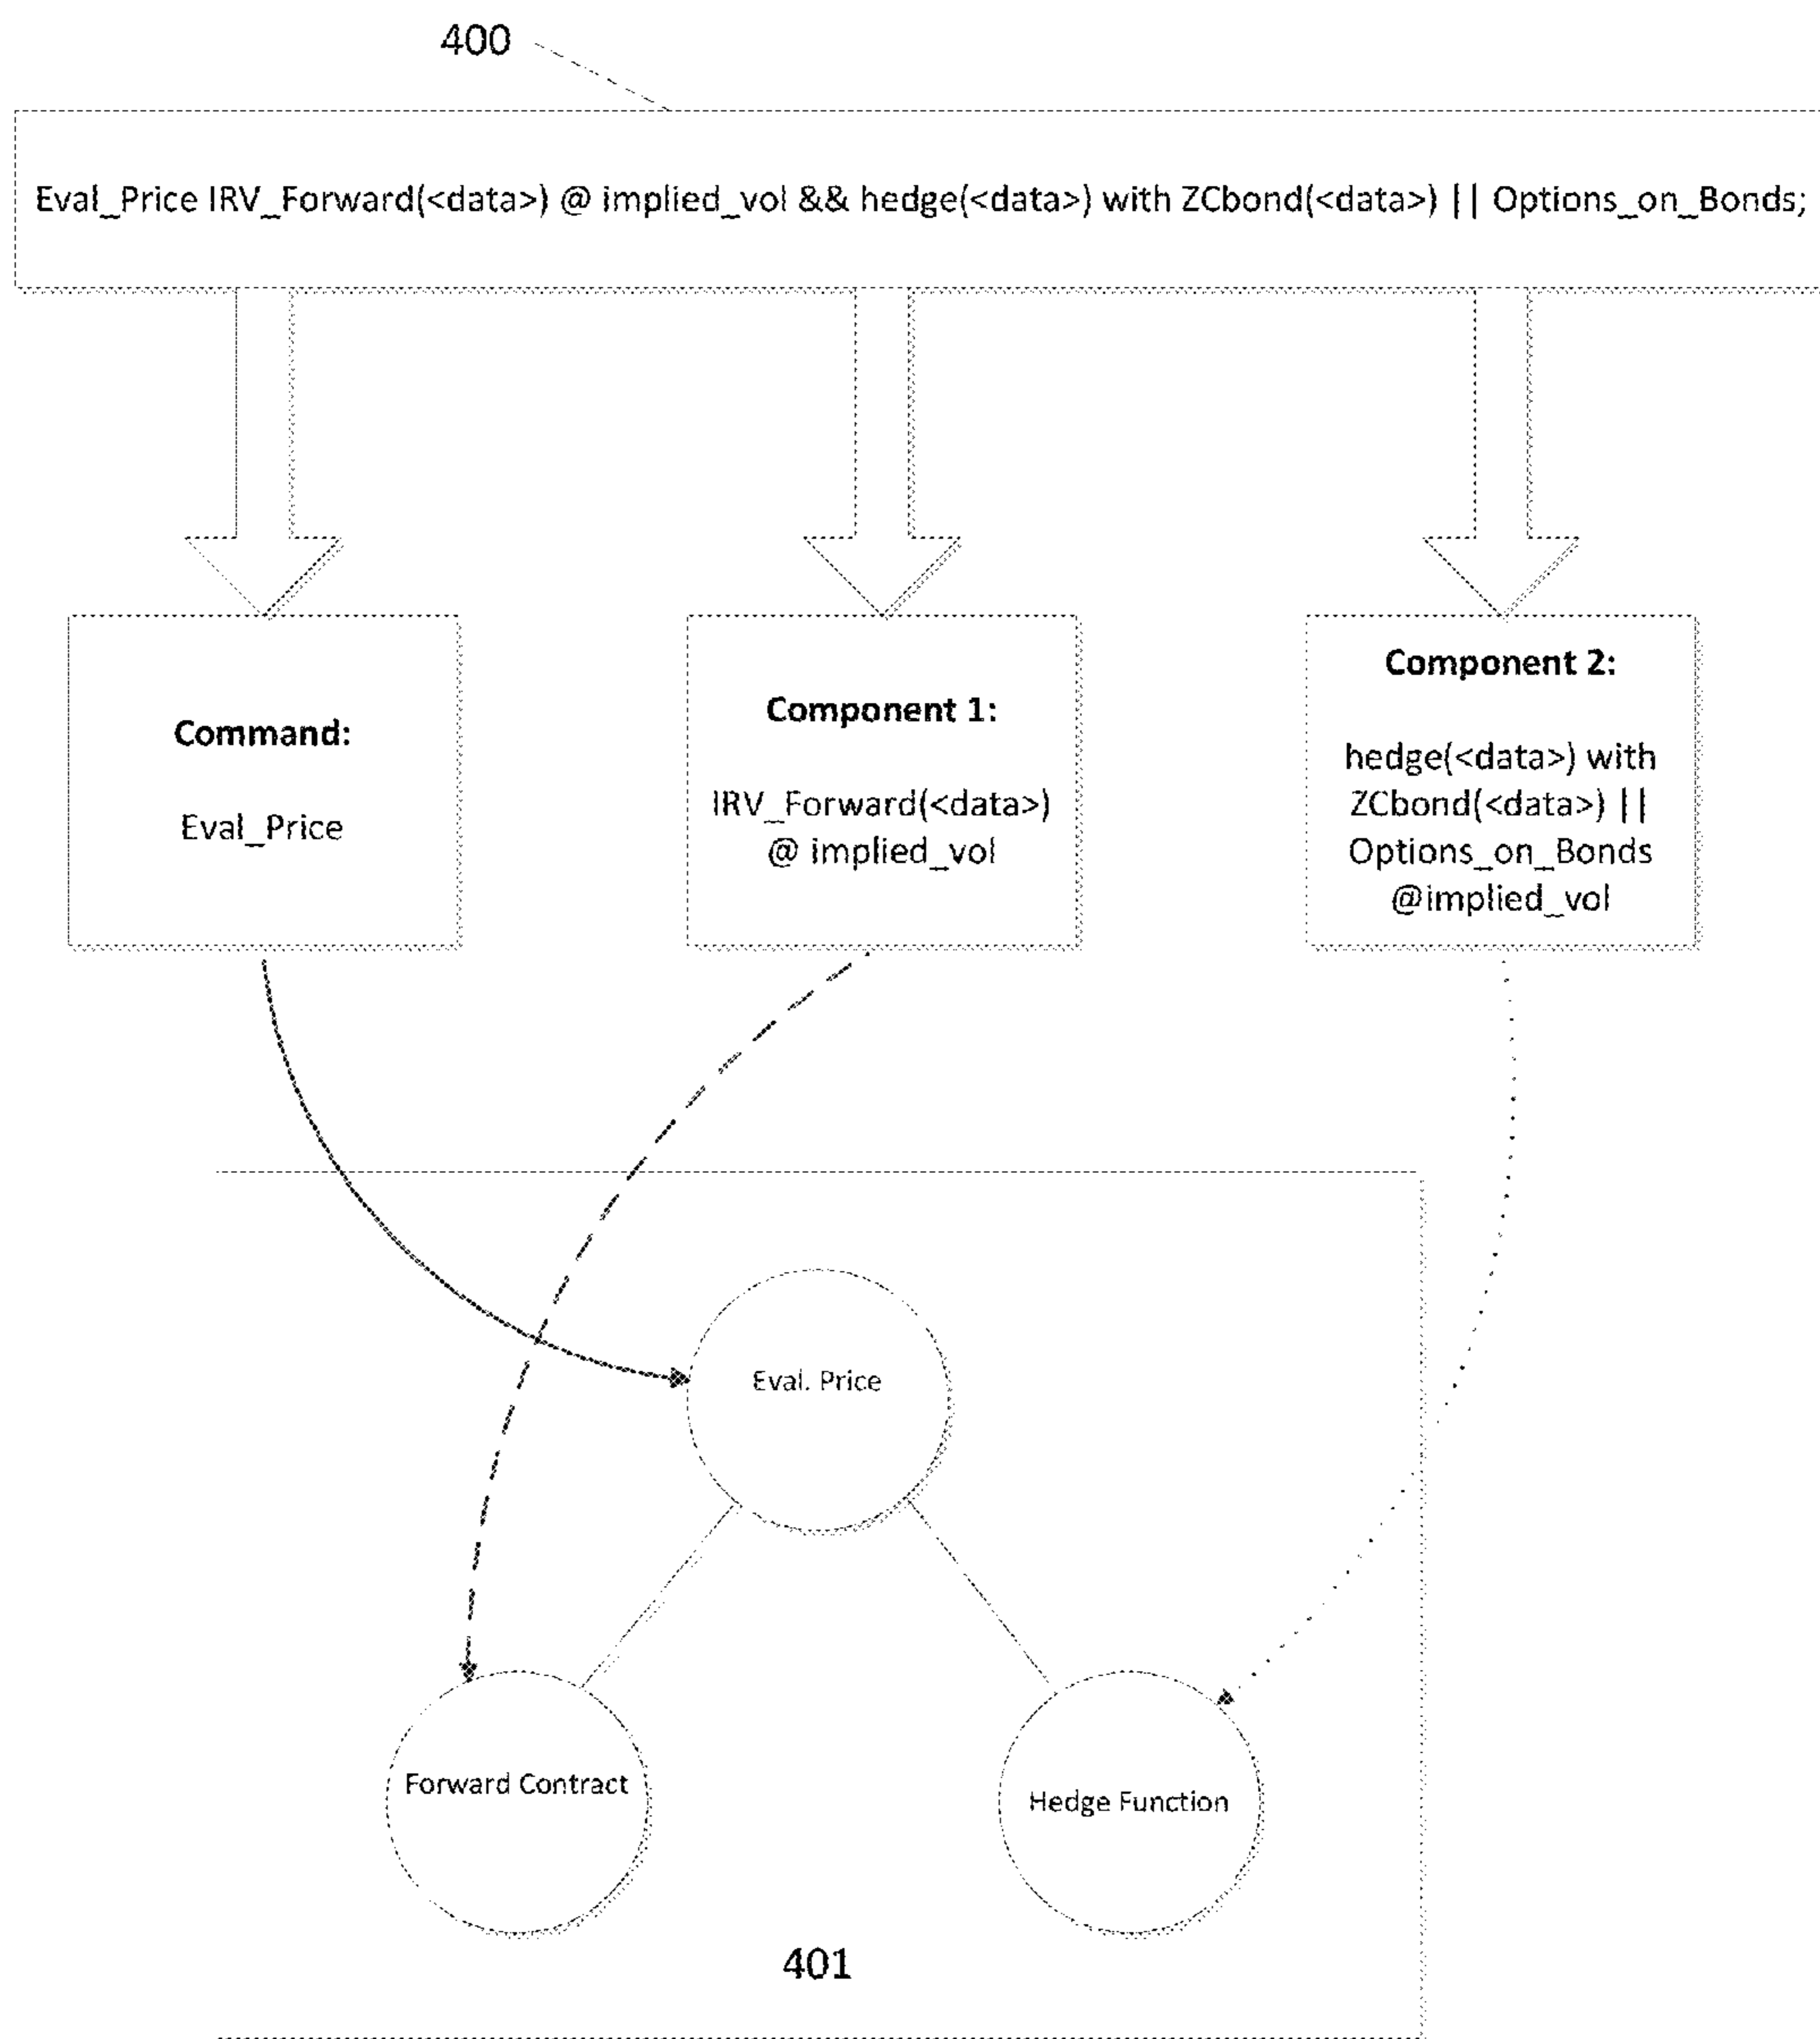 400
Eval_Price IRV_Forward(<data>) @ implied_vol && hedge(<data>) with ZCbond(<data>) || Options_on_Bonds;
Command:
Eval_Price
Component 1:
IRV_Forward(<data>)
@ implied_vol
Component 2:
hedge(<data>) with
ZCbond(<data>) ||
Options_on_Bonds
@implied_vol
Eval. Price
Forward Contract
Hedge Function
401